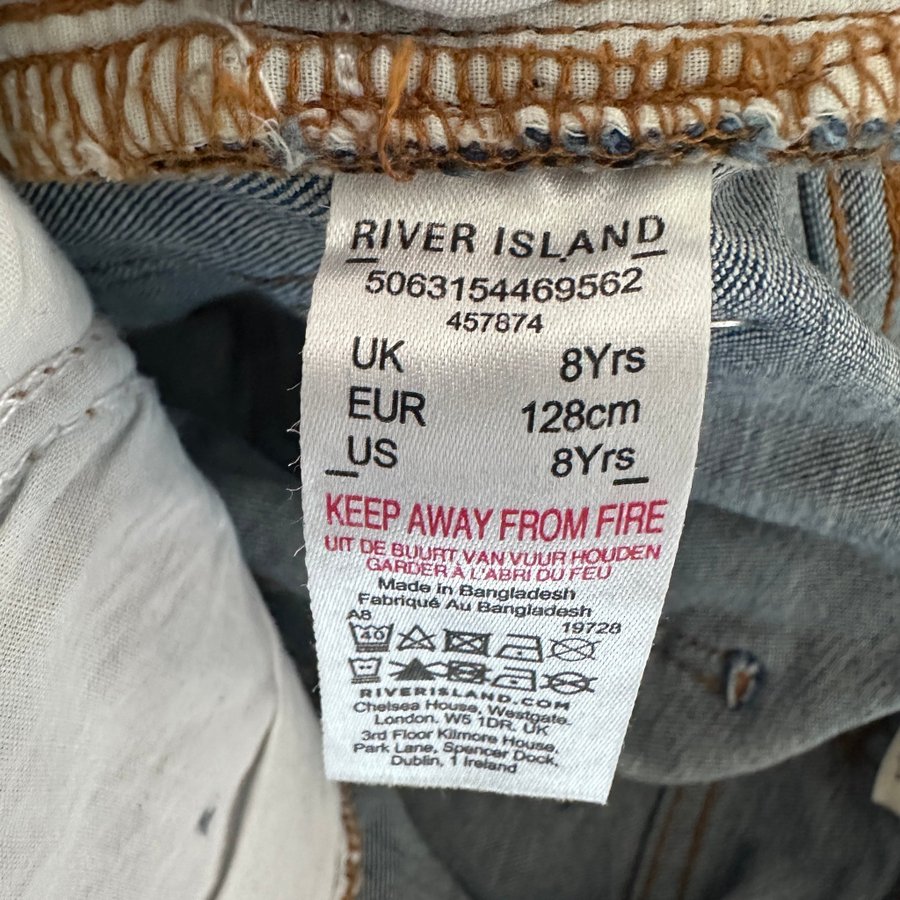 RIVER ISLAND
5063154469562
457874
UK 8Yrs
EUR 128cm
US 8Yrs
KEEP AWAY FROM FIRE
UIT DE BUURT VAN VUUR HOUDEN
GARDER À L'ABRI DU FEU
Made in Bangladesh
Fabriqué Au Bangladesh
A8 19728
40
RIVERISLAND.COM
Chelsea House, Westgate.
London. W5 1DR. UK
3rd Floor Kilmore House,
Park Lane, Spencer Dock,
Dublin, 1 Ireland